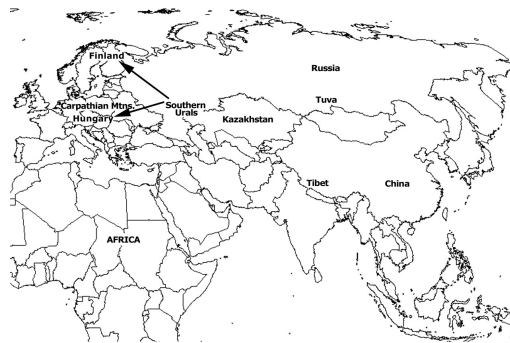 Finland
Russia
Carpathian Mtns.
Southern
Urals
Tuva
Hungary
Kazakhstan
Tibet
China
AFRICA